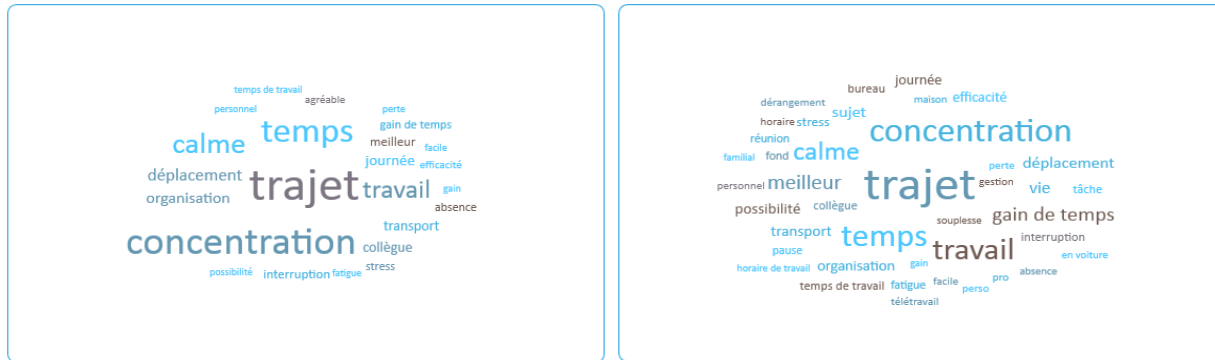 temps de travail
agréable
personnel
perte
temps
gain de temps
calme
meilleur
facile
journée
efficacité
déplacement
trajet
travail
gain
organisation
absence
transport
concentration
collègue
stress
possibilité
interruption
fatigue
journée
bureau
maison
efficacité
dérangement
sujet
horaire
stress
concentration
réunion
calme
familial
fond
perte
déplacement
personnel
meilleur
trajet
gestion
vie
tâche
possibilité
collègue
souplesse
gain de temps
transport
temps
travail
interruption
pause
en voiture
horaire de travail
organisation
gain
absence
temps de travail
fatigue
facile
pro
perso
télétravail